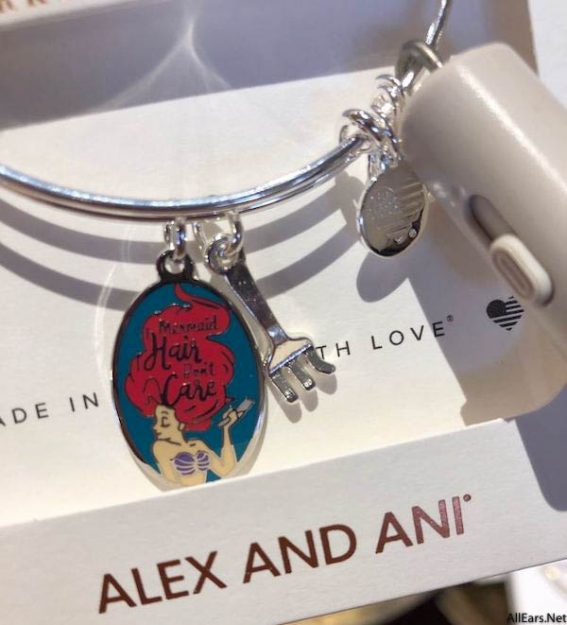 Mermaid
Hair
Don't
Care
ADE IN
TH LOVE®
ALEX AND ANI®
AllEars.Net